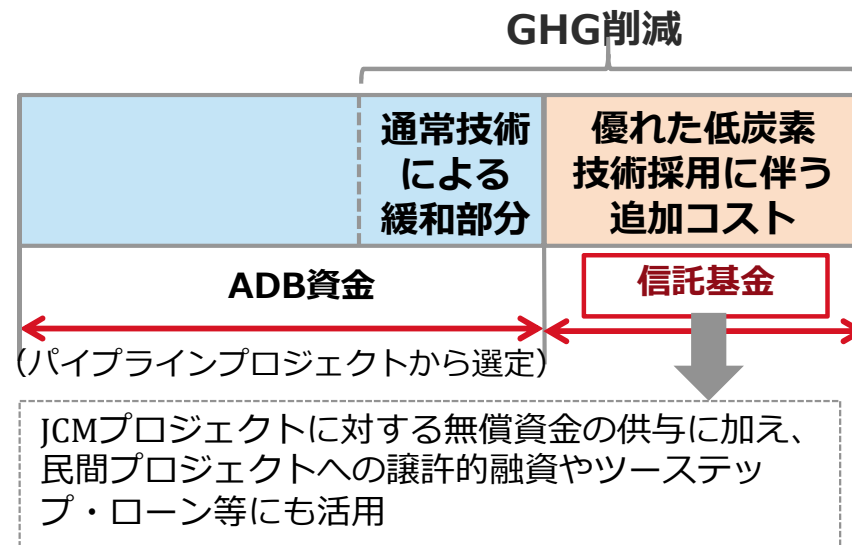 GHG削減
通常技術
による
緩和部分
優れた低炭素
技術採用に伴う
追加コスト
ADB資金
信託基金
(パイプラインプロジェクトから選定)
JCMプロジェクトに対する無償資金の供与に加え、
民間プロジェクトへの譲許的融資やツーステッ
プ・ローン等にも活用